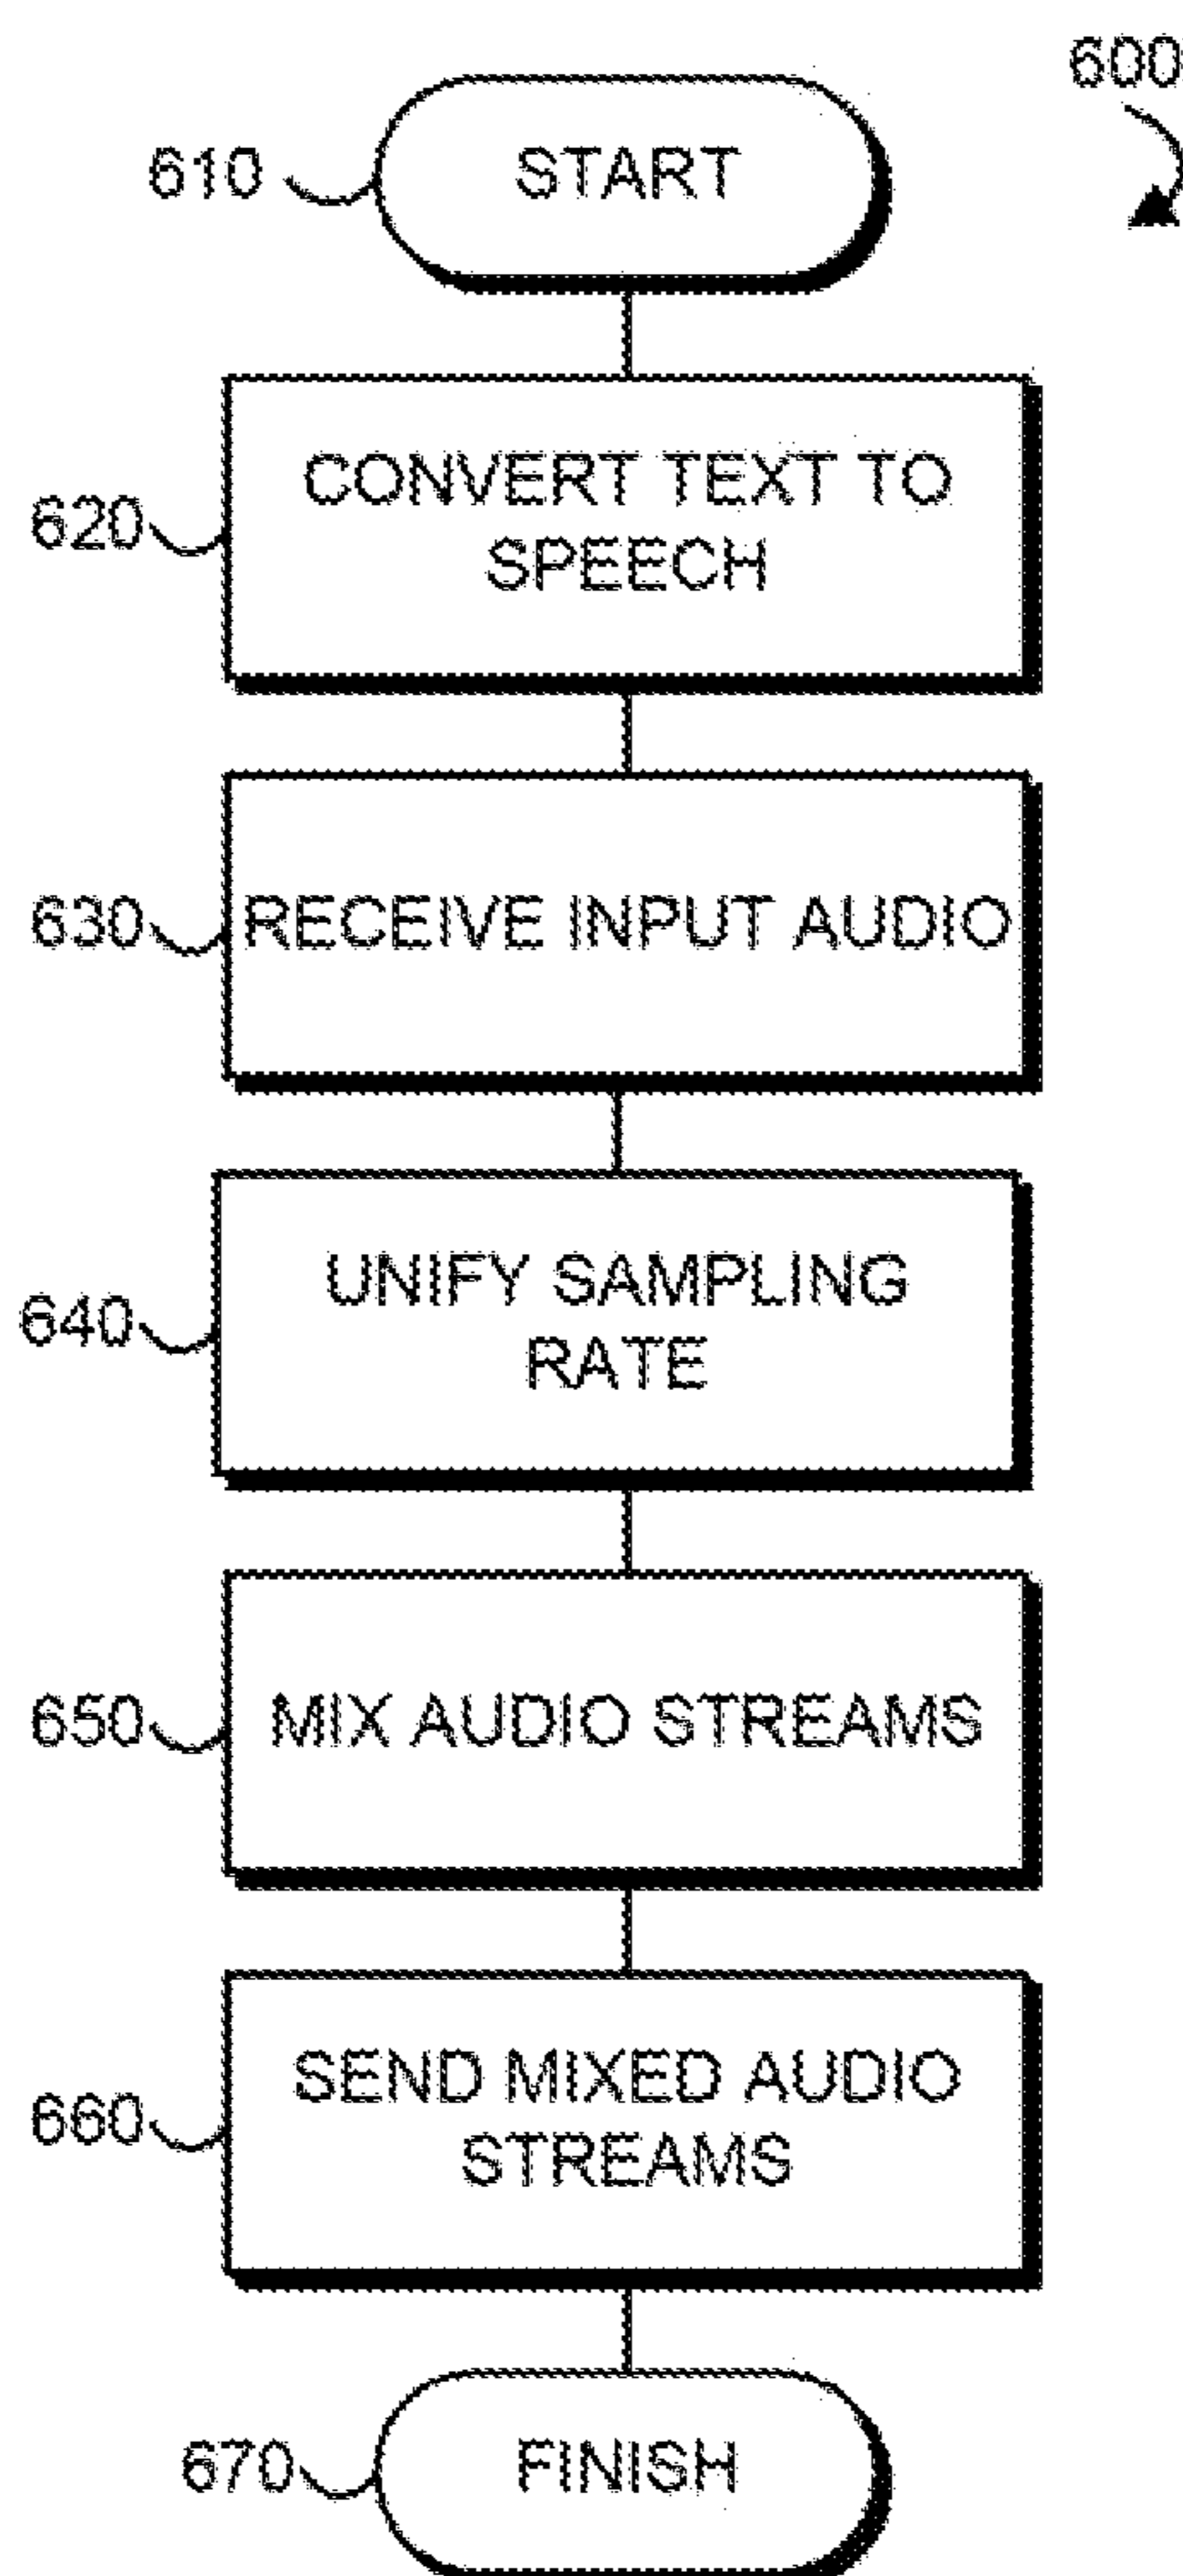 600
610 START
620 CONVERT TEXT TO
SPEECH
630 RECEIVE INPUT AUDIO
640 UNIFY SAMPLING
RATE
650 MIX AUDIO STREAMS
660 SEND MIXED AUDIO
STREAMS
670 FINISH